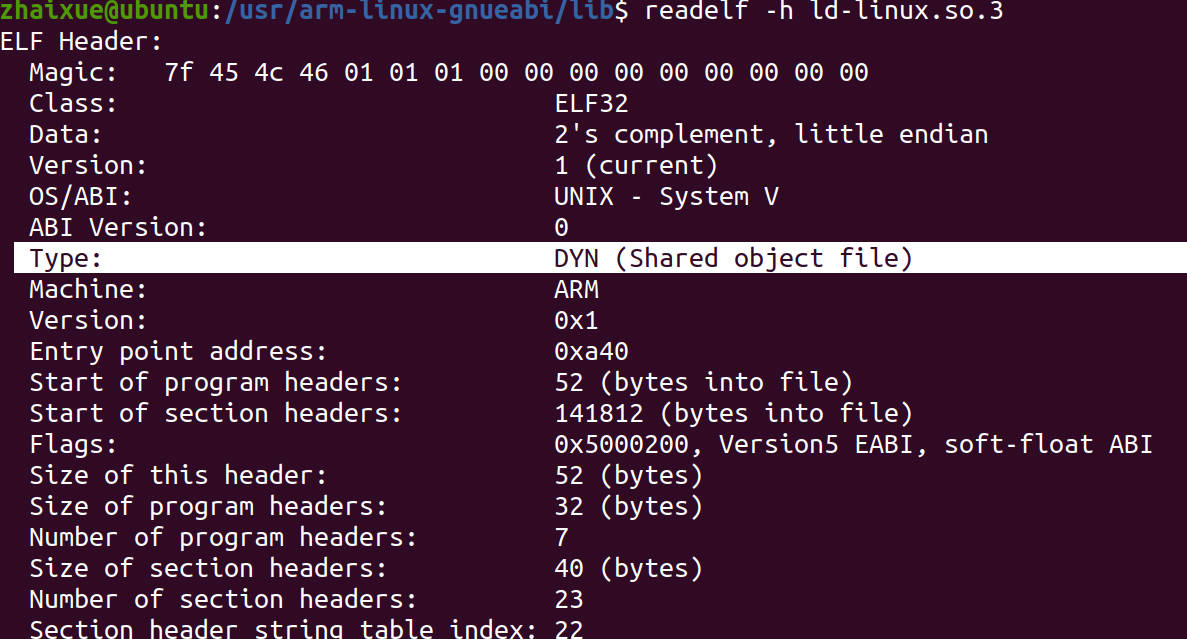 zhaixue@ubuntu:/usr/arm-linux-gnueabi/lib$ readelf -h ld-linux.so.3
ELF Header:
  Magic:   7f 45 4c 46 01 01 01 00 00 00 00 00 00 00 00 00
  Class:                             ELF32
  Data:                              2's complement, little endian
  Version:                           1 (current)
  OS/ABI:                            UNIX - System V
  ABI Version:                       0
  Type:                              DYN (Shared object file)
  Machine:                           ARM
  Version:                           0x1
  Entry point address:               0xa40
  Start of program headers:          52 (bytes into file)
  Start of section headers:          141812 (bytes into file)
  Flags:                             0x5000200, Version5 EABI, soft-float ABI
  Size of this header:               52 (bytes)
  Size of program headers:           32 (bytes)
  Number of program headers:         7
  Size of section headers:           40 (bytes)
  Number of section headers:         23
  Section header string table index: 22